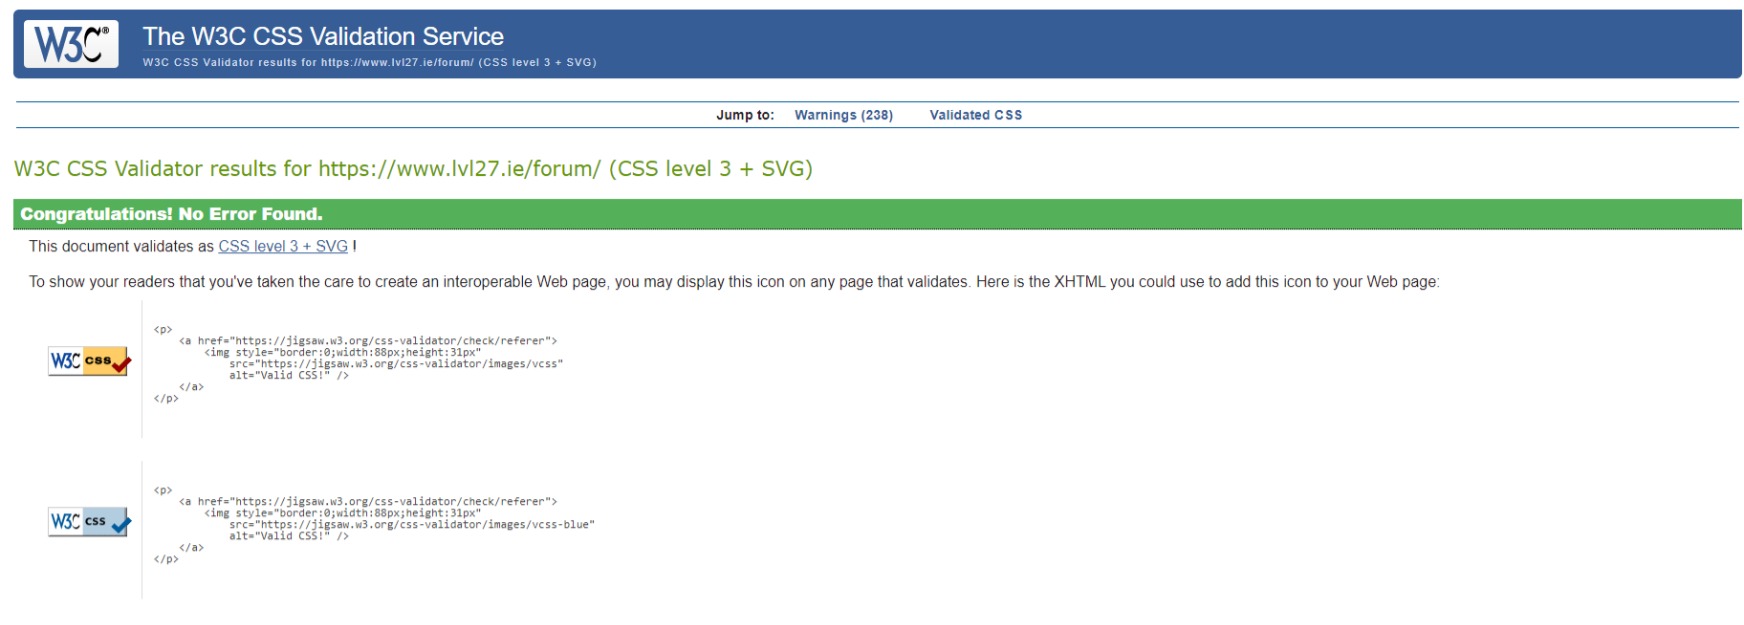 W3C®
The W3C CSS Validation Service
W3C CSS Validator results for https://www.lvl27.ie/forum/ (CSS level 3 + SVG)
Jump to: Warnings (238) Validated CSS
W3C CSS Validator results for https://www.lvl27.ie/forum/ (CSS level 3 + SVG)
Congratulations! No Error Found.
This document validates as CSS level 3 + SVG !
To show your readers that you've taken the care to create an interoperable Web page, you may display this icon on any page that validates. Here is the XHTML you could use to add this icon to your Web page:
W3C css
<p>
<a href="https://jigsaw.w3.org/css-validator/check/referer">
<img style="border:0;width:88px;height:31px"
src="https://jigsaw.w3.org/css-validator/images/vcss"
alt="Valid CSS!" />
</a>
</p>
W3C css
<p>
<a href="https://jigsaw.w3.org/css-validator/check/referer">
<img style="border:0;width:88px;height:31px"
src="https://jigsaw.w3.org/css-validator/images/vcss-blue"
alt="Valid CSS!" />
</a>
</p>